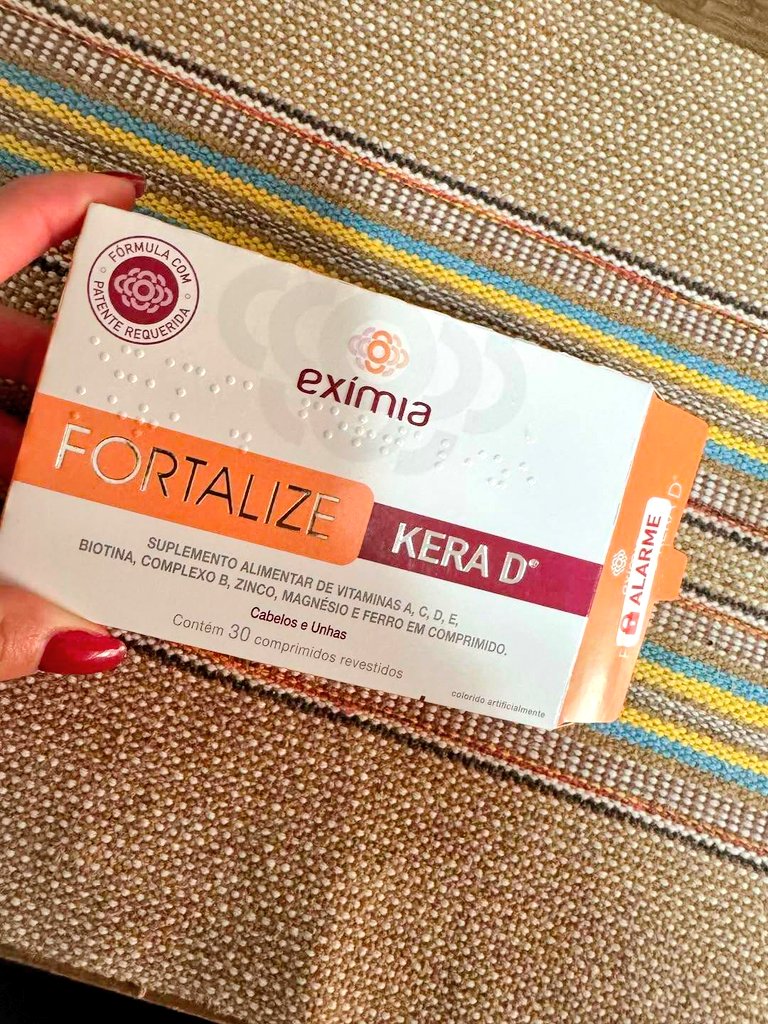 FÓRMULA COM
PATENTE REQUERIDA
exímia
FORTALIZE
KERA D®
SUPLEMENTO ALIMENTAR DE VITAMINAS A, C, D, E,
BIOTINA, COMPLEXO B, ZINCO, MAGNÉSIO E FERRO EM COMPRIMIDO.
Cabelos e Unhas
Contém 30 comprimidos revestidos
colorido artificialmente
ALARME